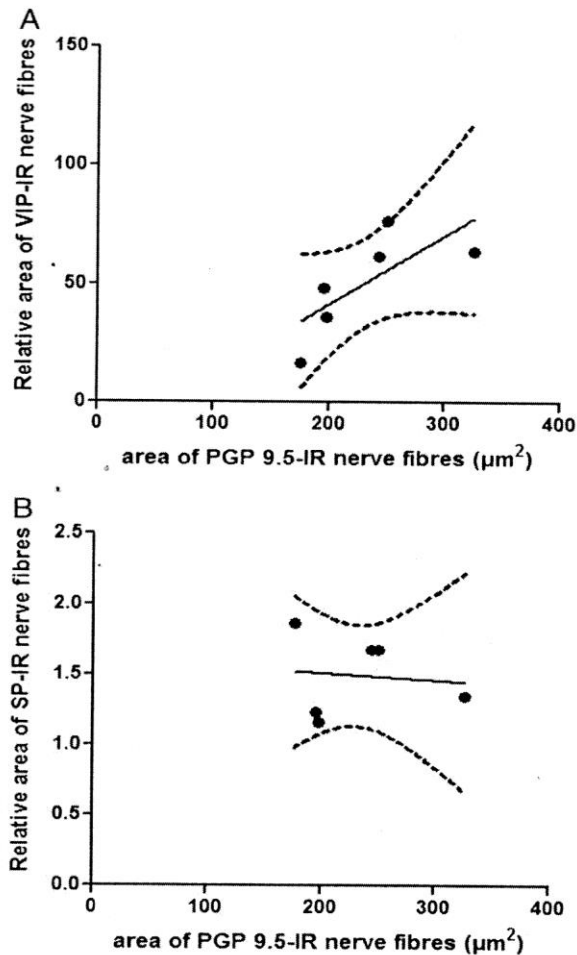 A
150
Relative area of VIP-IR nerve fibres
100
50
0
0 100 200 300 400
area of PGP 9.5-IR nerve fibres (µm²)
B
2.5
Relative area of SP-IR nerve fibres
2.0
1.5
1.0
0.5
0.0
0 100 200 300 400
area of PGP 9.5-IR nerve fibres (µm²)